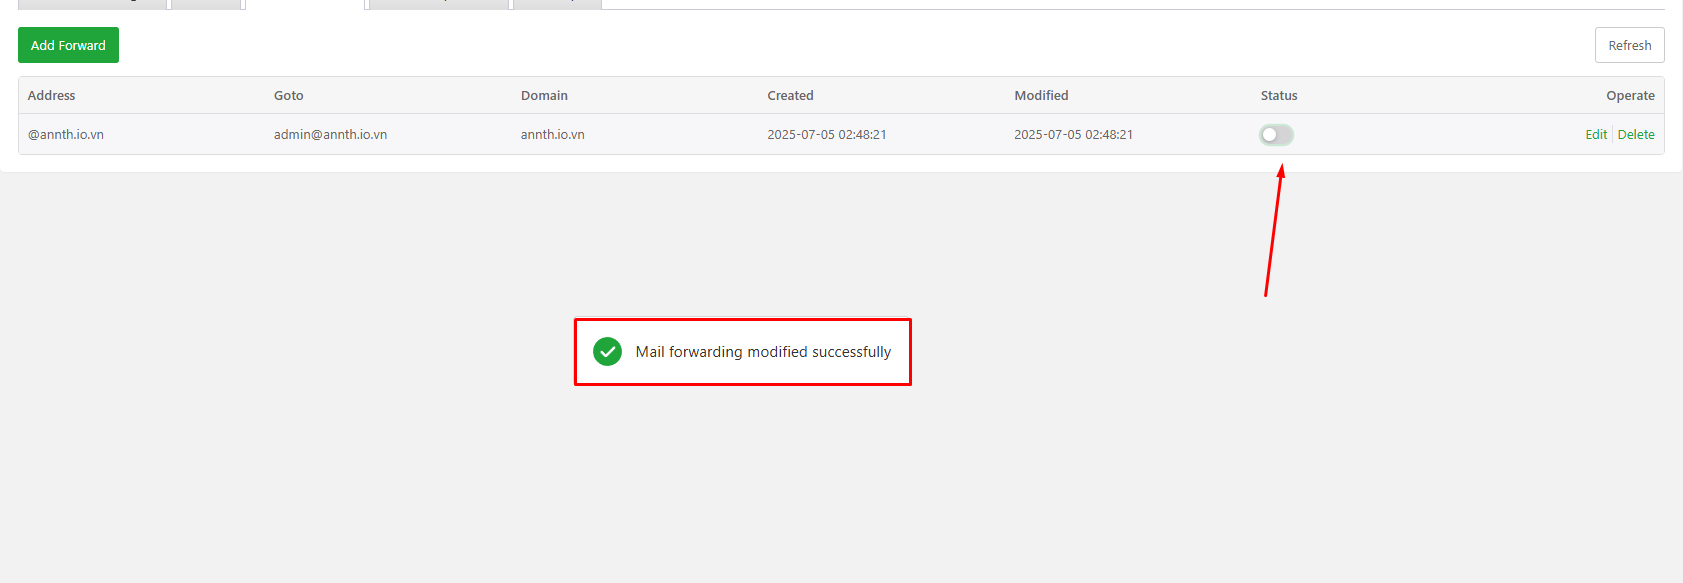 Add Forward
Refresh
Address Goto Domain Created Modified Status Operate
@annth.io.vn admin@annth.io.vn annth.io.vn 2025-07-05 02:48:21 2025-07-05 02:48:21 Edit Delete
Mail forwarding modified successfully